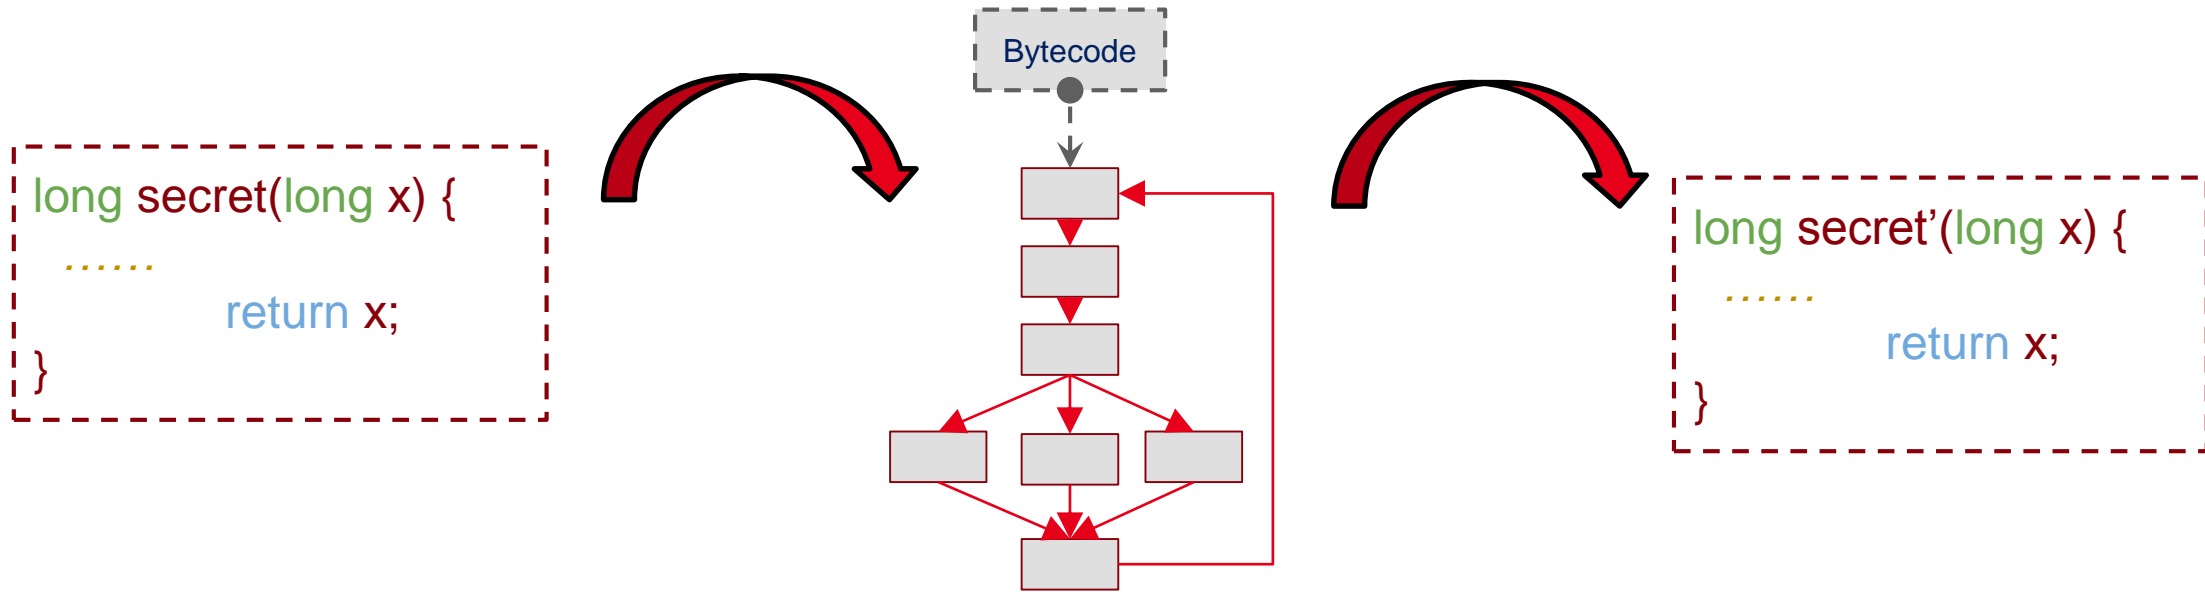 Bytecode
long secret(long x) {
......
return x;
}
long secret’(long x) {
......
return x;
}